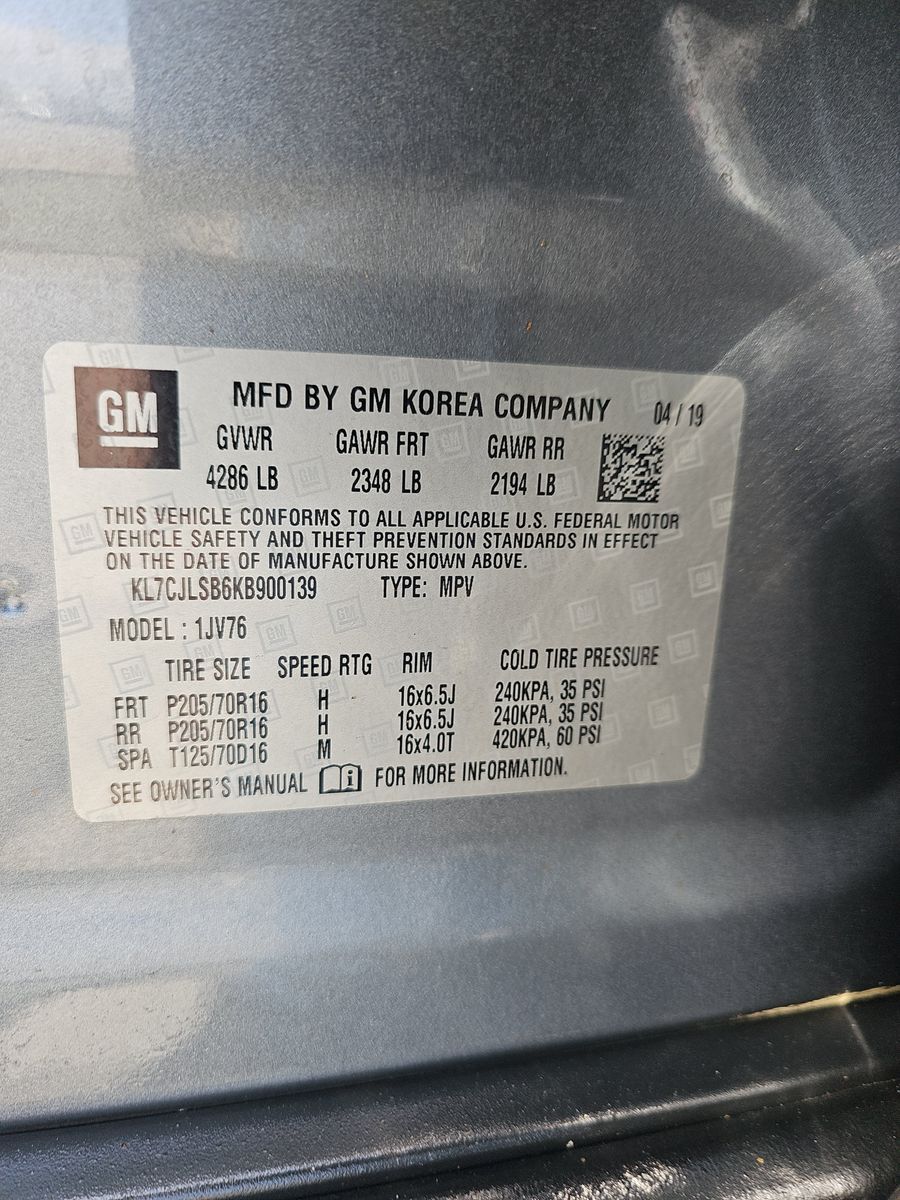 GM
MFD BY GM KOREA COMPANY 04 / 19
GVWR GAWR FRT GAWR RR
4286 LB 2348 LB 2194 LB
THIS VEHICLE CONFORMS TO ALL APPLICABLE U.S. FEDERAL MOTOR
VEHICLE SAFETY AND THEFT PREVENTION STANDARDS IN EFFECT
ON THE DATE OF MANUFACTURE SHOWN ABOVE.
KL7CJLSB6KB900139 TYPE: MPV
MODEL : 1JV76
TIRE SIZE SPEED RTG RIM COLD TIRE PRESSURE
FRT P205/70R16 H 16x6.5J 240KPA, 35 PSI
RR P205/70R16 H 16x6.5J 240KPA, 35 PSI
SPA T125/70D16 M 16x4.0T 420KPA, 60 PSI
SEE OWNER'S MANUAL i FOR MORE INFORMATION.